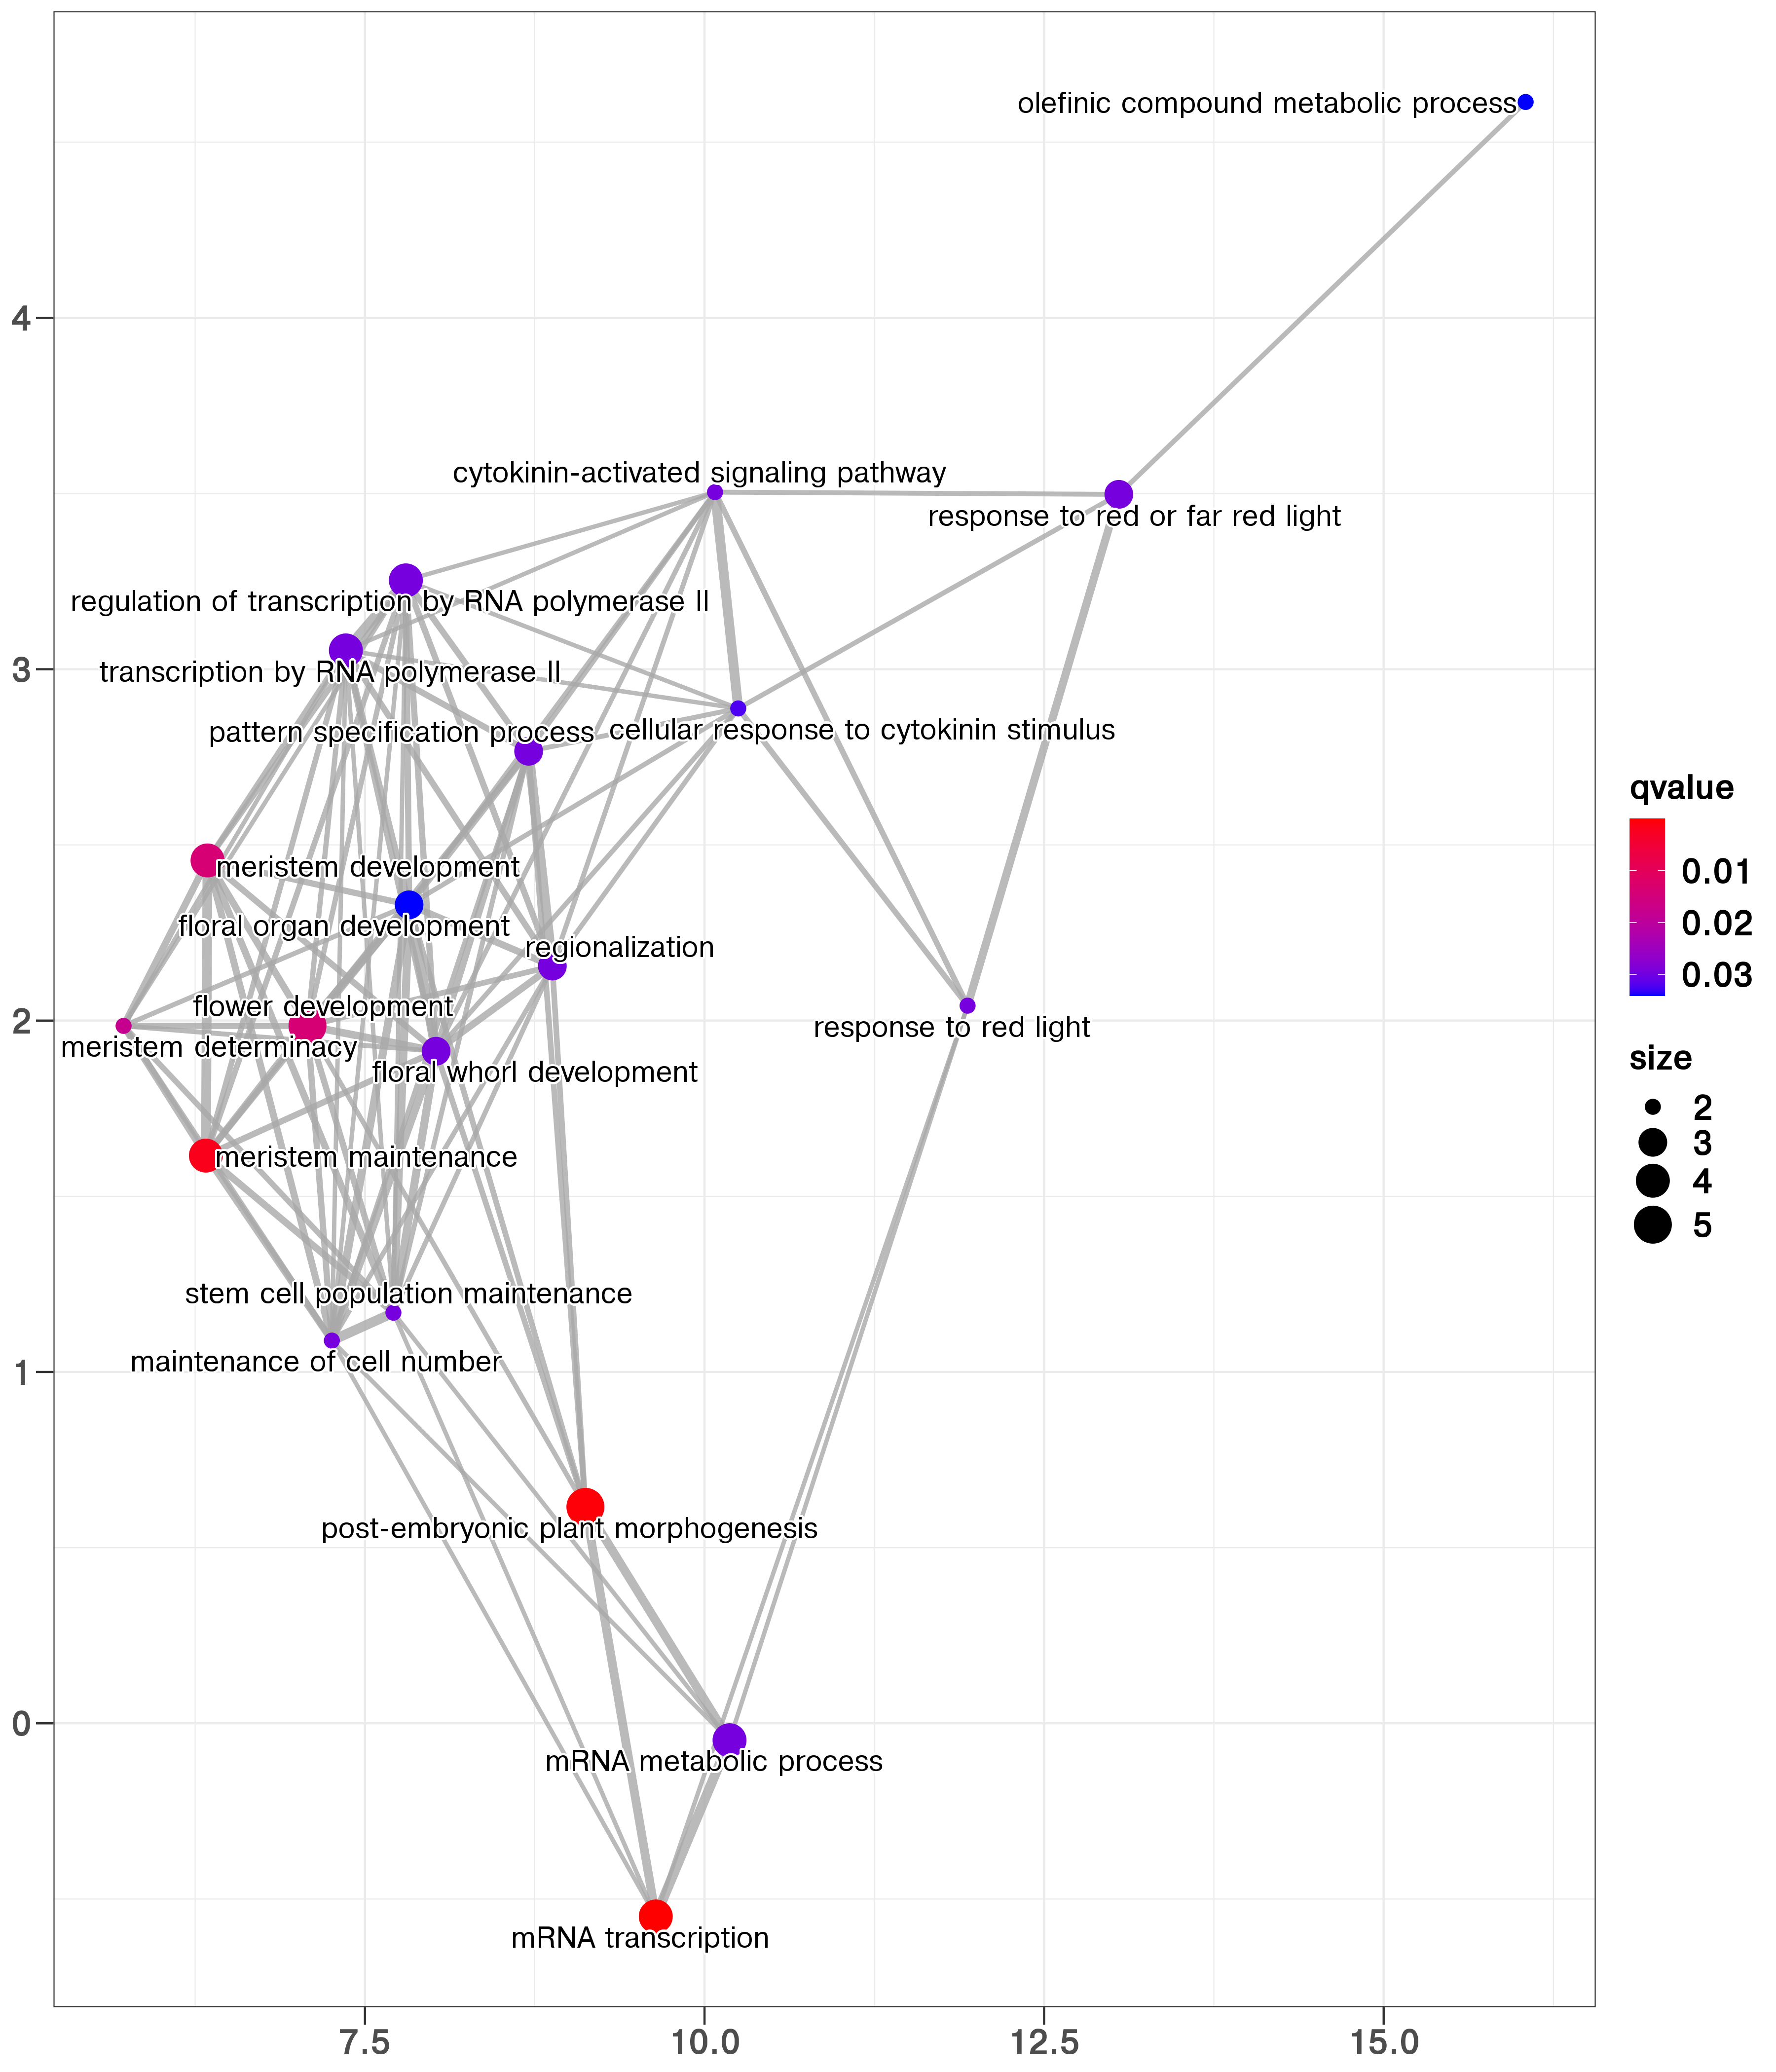 olefinic compound metabolic process
4
cytokinin-activated signaling pathway
response to red or far red light
regulation of transcription by RNA polymerase II
3
transcription by RNA polymerase II
pattern specification process
cellular response to cytokinin stimulus
meristem development
floral organ development
regionalization
flower development
2
response to red light
meristem determinacy
floral whorl development
meristem maintenance
stem cell population maintenance
maintenance of cell number
1
post-embryonic plant morphogenesis
0
mRNA metabolic process
mRNA transcription
7.5
10.0
12.5
15.0
qvalue
0.01
0.02
0.03
size
2
3
4
5